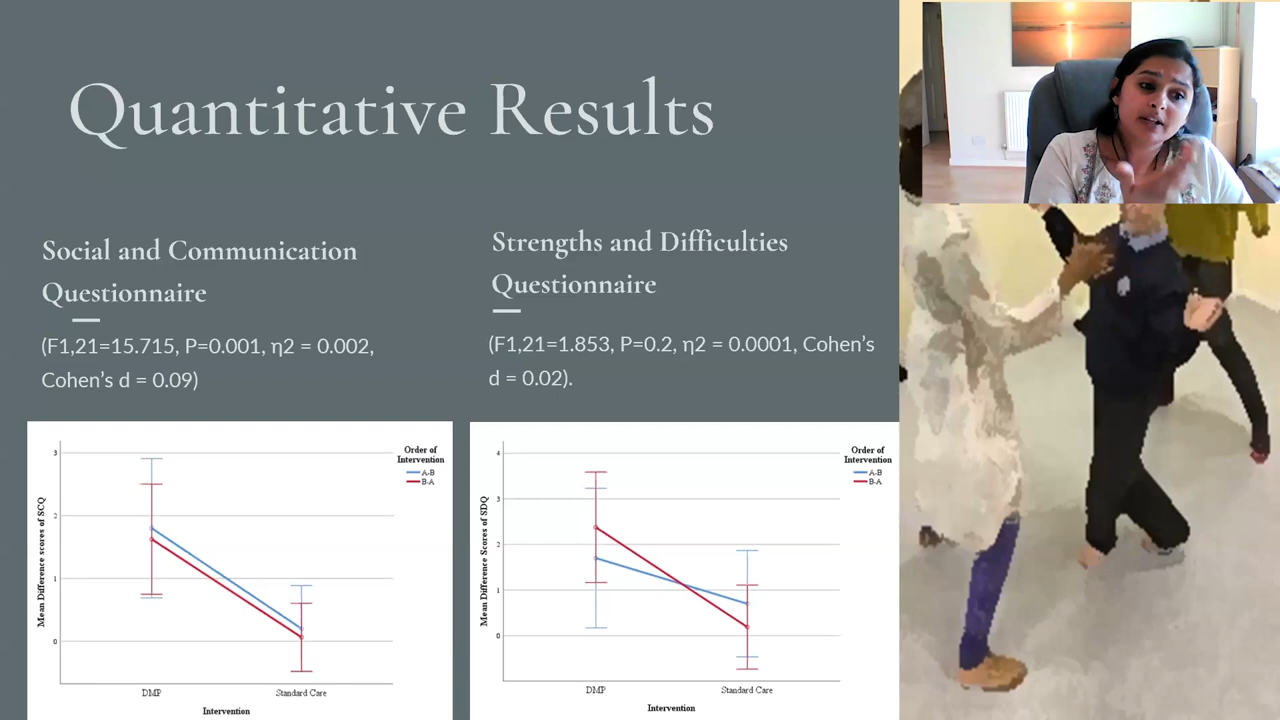 Quantitative Results
Social and Communication
Questionnaire
(F1,21=15.715, P=0.001, η2 = 0.002,
Cohen's d = 0.09)
Strengths and Difficulties
Questionnaire
(F1,21=1.853, P=0.2, η2 = 0.0001, Cohen's
d = 0.02).
Mean Difference scores of SCQ
3
2
1
0
DMP
Standard Care
Intervention
Order of
Intervention
A-B
B-A
Mean Difference Scores of SDQ
4
3
2
1
0
DMP
Standard Care
Intervention
Order of
Intervention
A-B
B-A